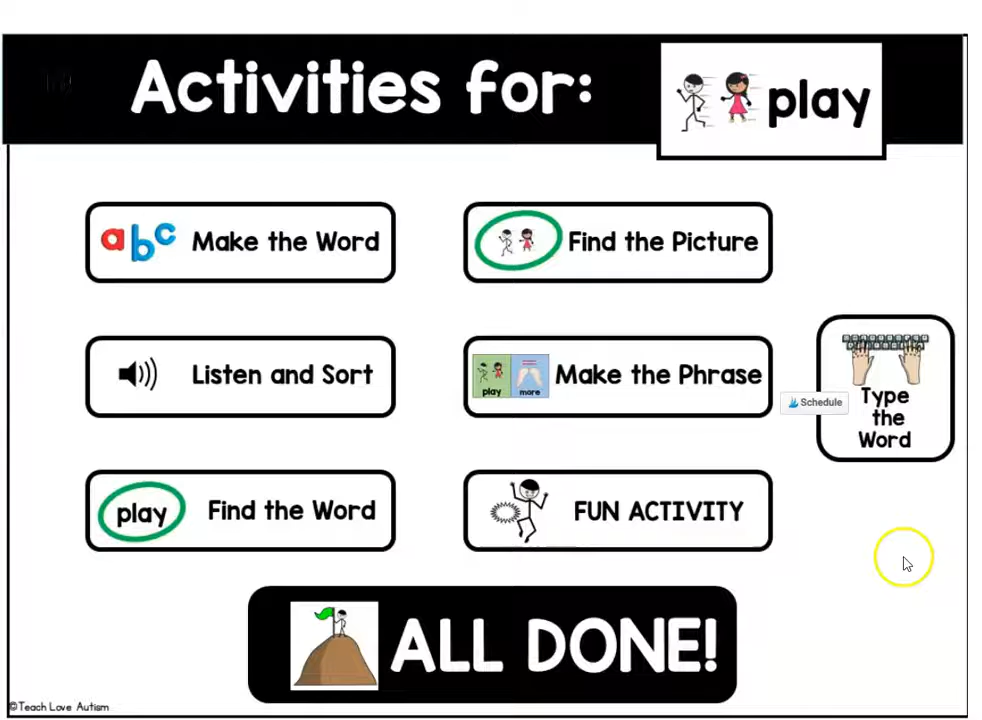 Activities for:
play
abc Make the Word
Find the Picture
Listen and Sort
play more Make the Phrase
Schedule
Type
the
Word
play Find the Word
FUN ACTIVITY
ALL DONE!
©Teach Love Autism